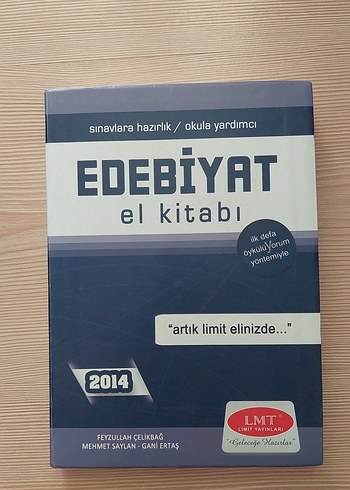 sınavlara hazırlık / okula yardımcı
EDEBİYAT
el kitabı
ilk defa
öykülüYorum
yöntemiyle
"artık limit elinizde..."
2014
LMT®
LİMİT YAYINLARI
"Geleceğe Hazırlar"
FEYZULLAH ÇELİKBAĞ
MEHMET SAYLAN - GANİ ERTAŞ